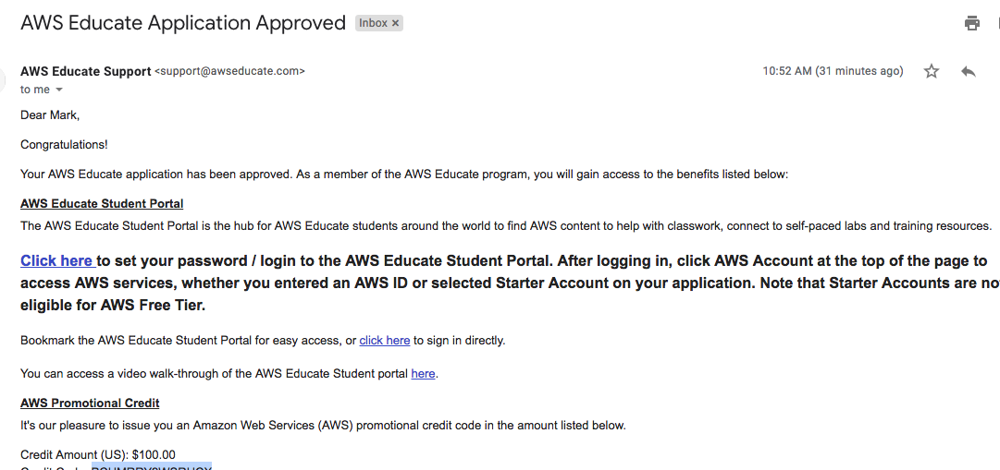 AWS Educate Application Approved Inbox ×
AWS Educate Support <support@awseducate.com> 10:52 AM (31 minutes ago)
to me
Dear Mark,
Congratulations!
Your AWS Educate application has been approved. As a member of the AWS Educate program, you will gain access to the benefits listed below:
AWS Educate Student Portal
The AWS Educate Student Portal is the hub for AWS Educate students around the world to find AWS content to help with classwork, connect to self-paced labs and training resources.
Click here to set your password / login to the AWS Educate Student Portal. After logging in, click AWS Account at the top of the page to
access AWS services, whether you entered an AWS ID or selected Starter Account on your application. Note that Starter Accounts are no
eligible for AWS Free Tier.
Bookmark the AWS Educate Student Portal for easy access, or click here to sign in directly.
You can access a video walk-through of the AWS Educate Student portal here.
AWS Promotional Credit
It's our pleasure to issue you an Amazon Web Services (AWS) promotional credit code in the amount listed below.
Credit Amount (US): $100.00